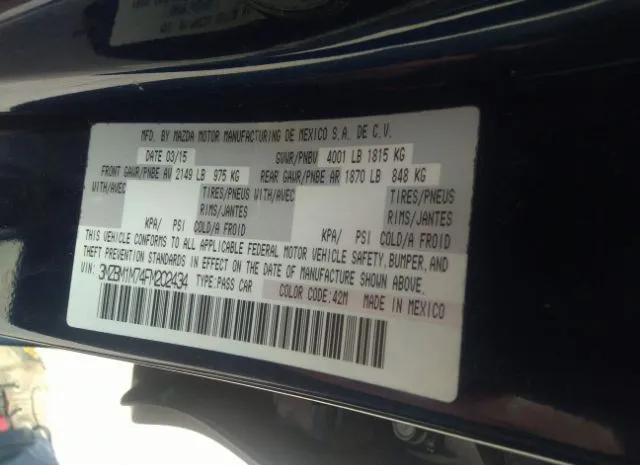 MFD. BY MAZDA MOTOR MANUFACTURING DE MEXICO S.A. DE C.V.
DATE 03/15 GVWR/PNBV 4001 LB 1815 KG
FRONT GAWR/PNBE AV 2149 LB 975 KG REAR GAWR/PNBE AR 1870 LB 848 KG
WITH/AVEC TIRES/PNEUS WITH/AVEC TIRES/PNEUS
RIMS/JANTES RIMS/JANTES
KPA/ PSI COLD/A FROID KPA/ PSI COLD/A FROID
THIS VEHICLE CONFORMS TO ALL APPLICABLE FEDERAL MOTOR VEHICLE SAFETY, BUMPER, AND
THEFT PREVENTION STANDARDS IN EFFECT ON THE DATE OF MANUFACTURE SHOWN ABOVE.
VIN: 3MZBM1M74FM202434 TYPE:PASS CAR COLOR CODE:42M MADE IN MEXICO